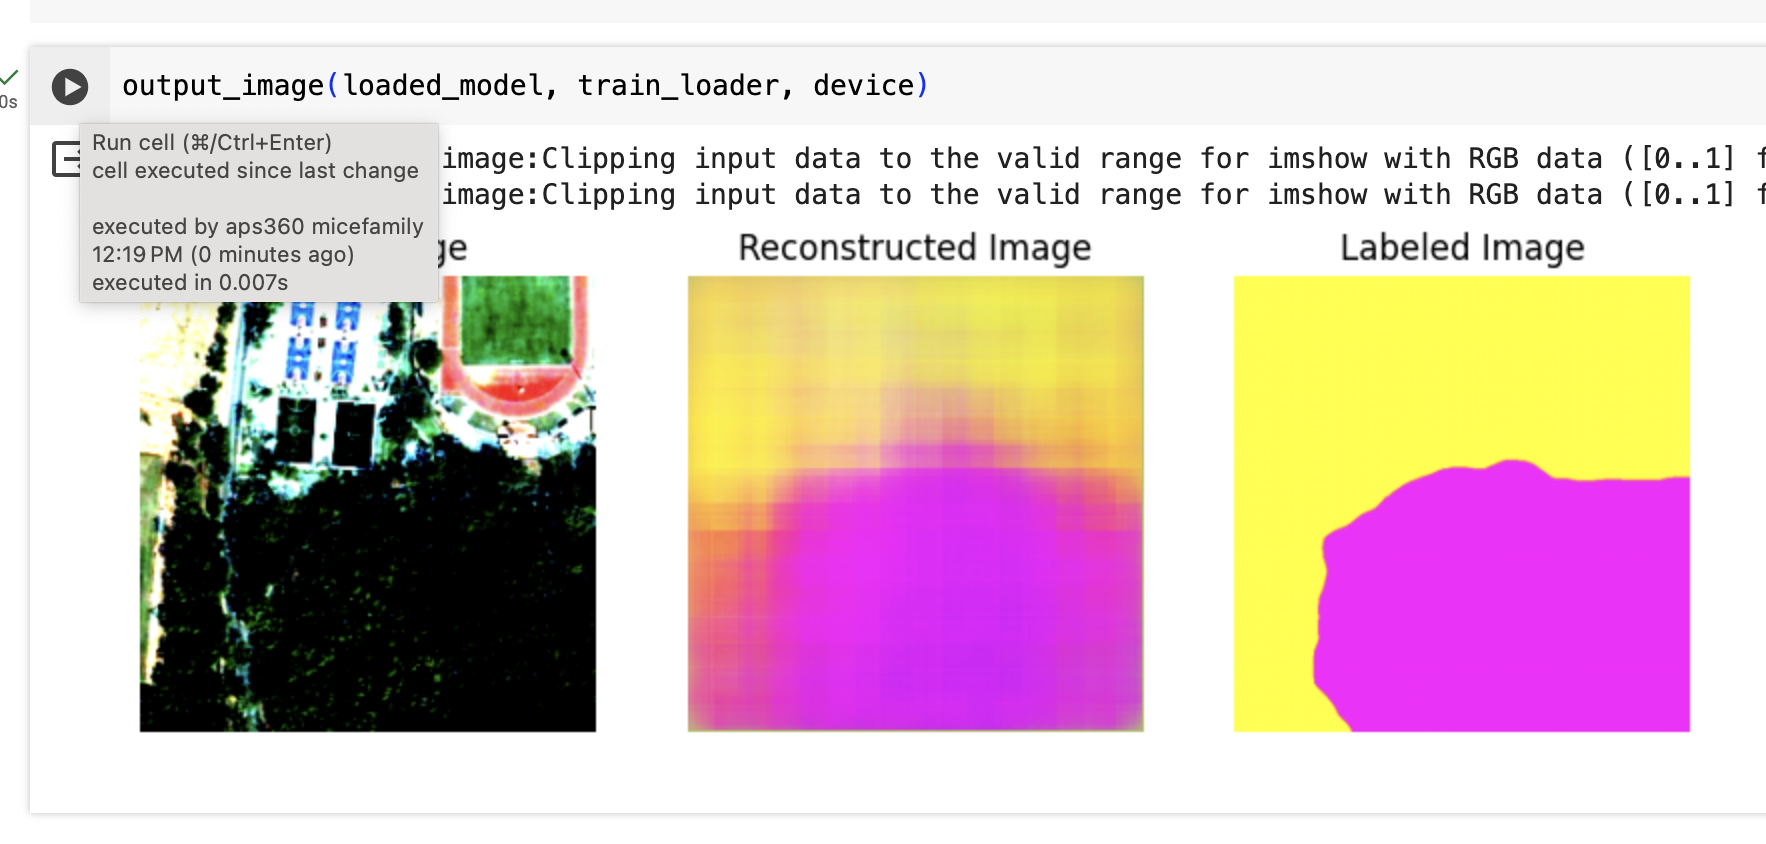 output_image(loaded_model, train_loader, device)
0s
Run cell (⌘/Ctrl+Enter)
cell executed since last change
executed by aps360 micefamily
12:19 PM (0 minutes ago)
executed in 0.007s
image:Clipping input data to the valid range for imshow with RGB data ([0..1] f
image:Clipping input data to the valid range for imshow with RGB data ([0..1] f
ge
Reconstructed Image
Labeled Image